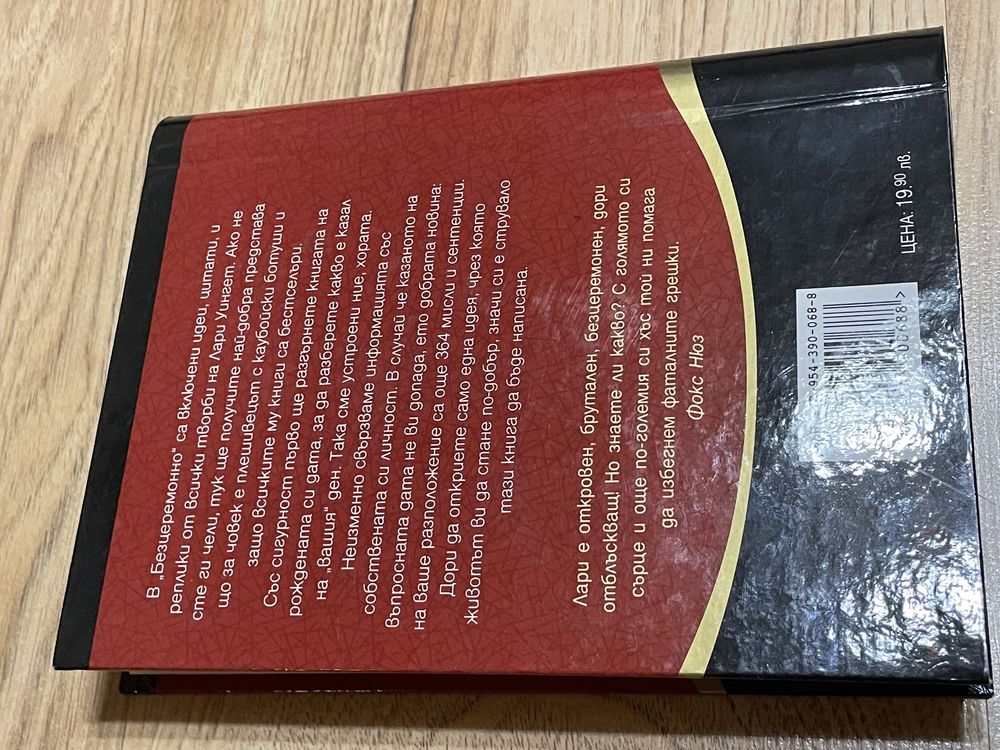 В „Безцеремонно“ са включени идеи, цитати, и
реплики от всички творби на Лари Уингет. Ако не
сте ги чели, тук ще получите най-добра представа
що за човек е плешивецът с каубойски ботуши и
защо всичките му книги са бестселъри.
Със сигурност първо ще разгърнете книгата на
рождената си дата, за да разберете какво е казал
на „вашия“ ден. Така сме устроени ние, хората.
Неизменно свързваме информацията със
собствената си личност. В случай че казаното на
въпросната дата не ви допада, ето добрата новина:
на ваше разположение са още 364 мисли и сентенции.
Дори да откриете само една идея, чрез която
животът ви да стане по-добър, значи си е струвало
тази книга да бъде написана.
Лари е откровен, брутален, безцеремонен, дори
отблъскващ! Но знаете ли какво? С голямото си
сърце и още по-големия си хъс той ни помага
да избегнем фаталните грешки.
Фокс Нюз
954-390-068-8
ЦЕНА: 19.90 лв.